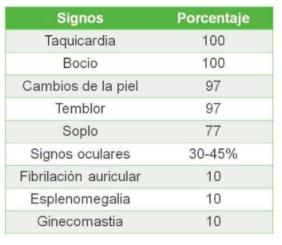 Signos Porcentaje
Taquicardia 100
Bocio 100
Cambios de la piel 97
Temblor 97
Soplo 77
Signos oculares 30-45%
Fibrilación auricular 10
Esplenomegalia 10
Ginecomastia 10